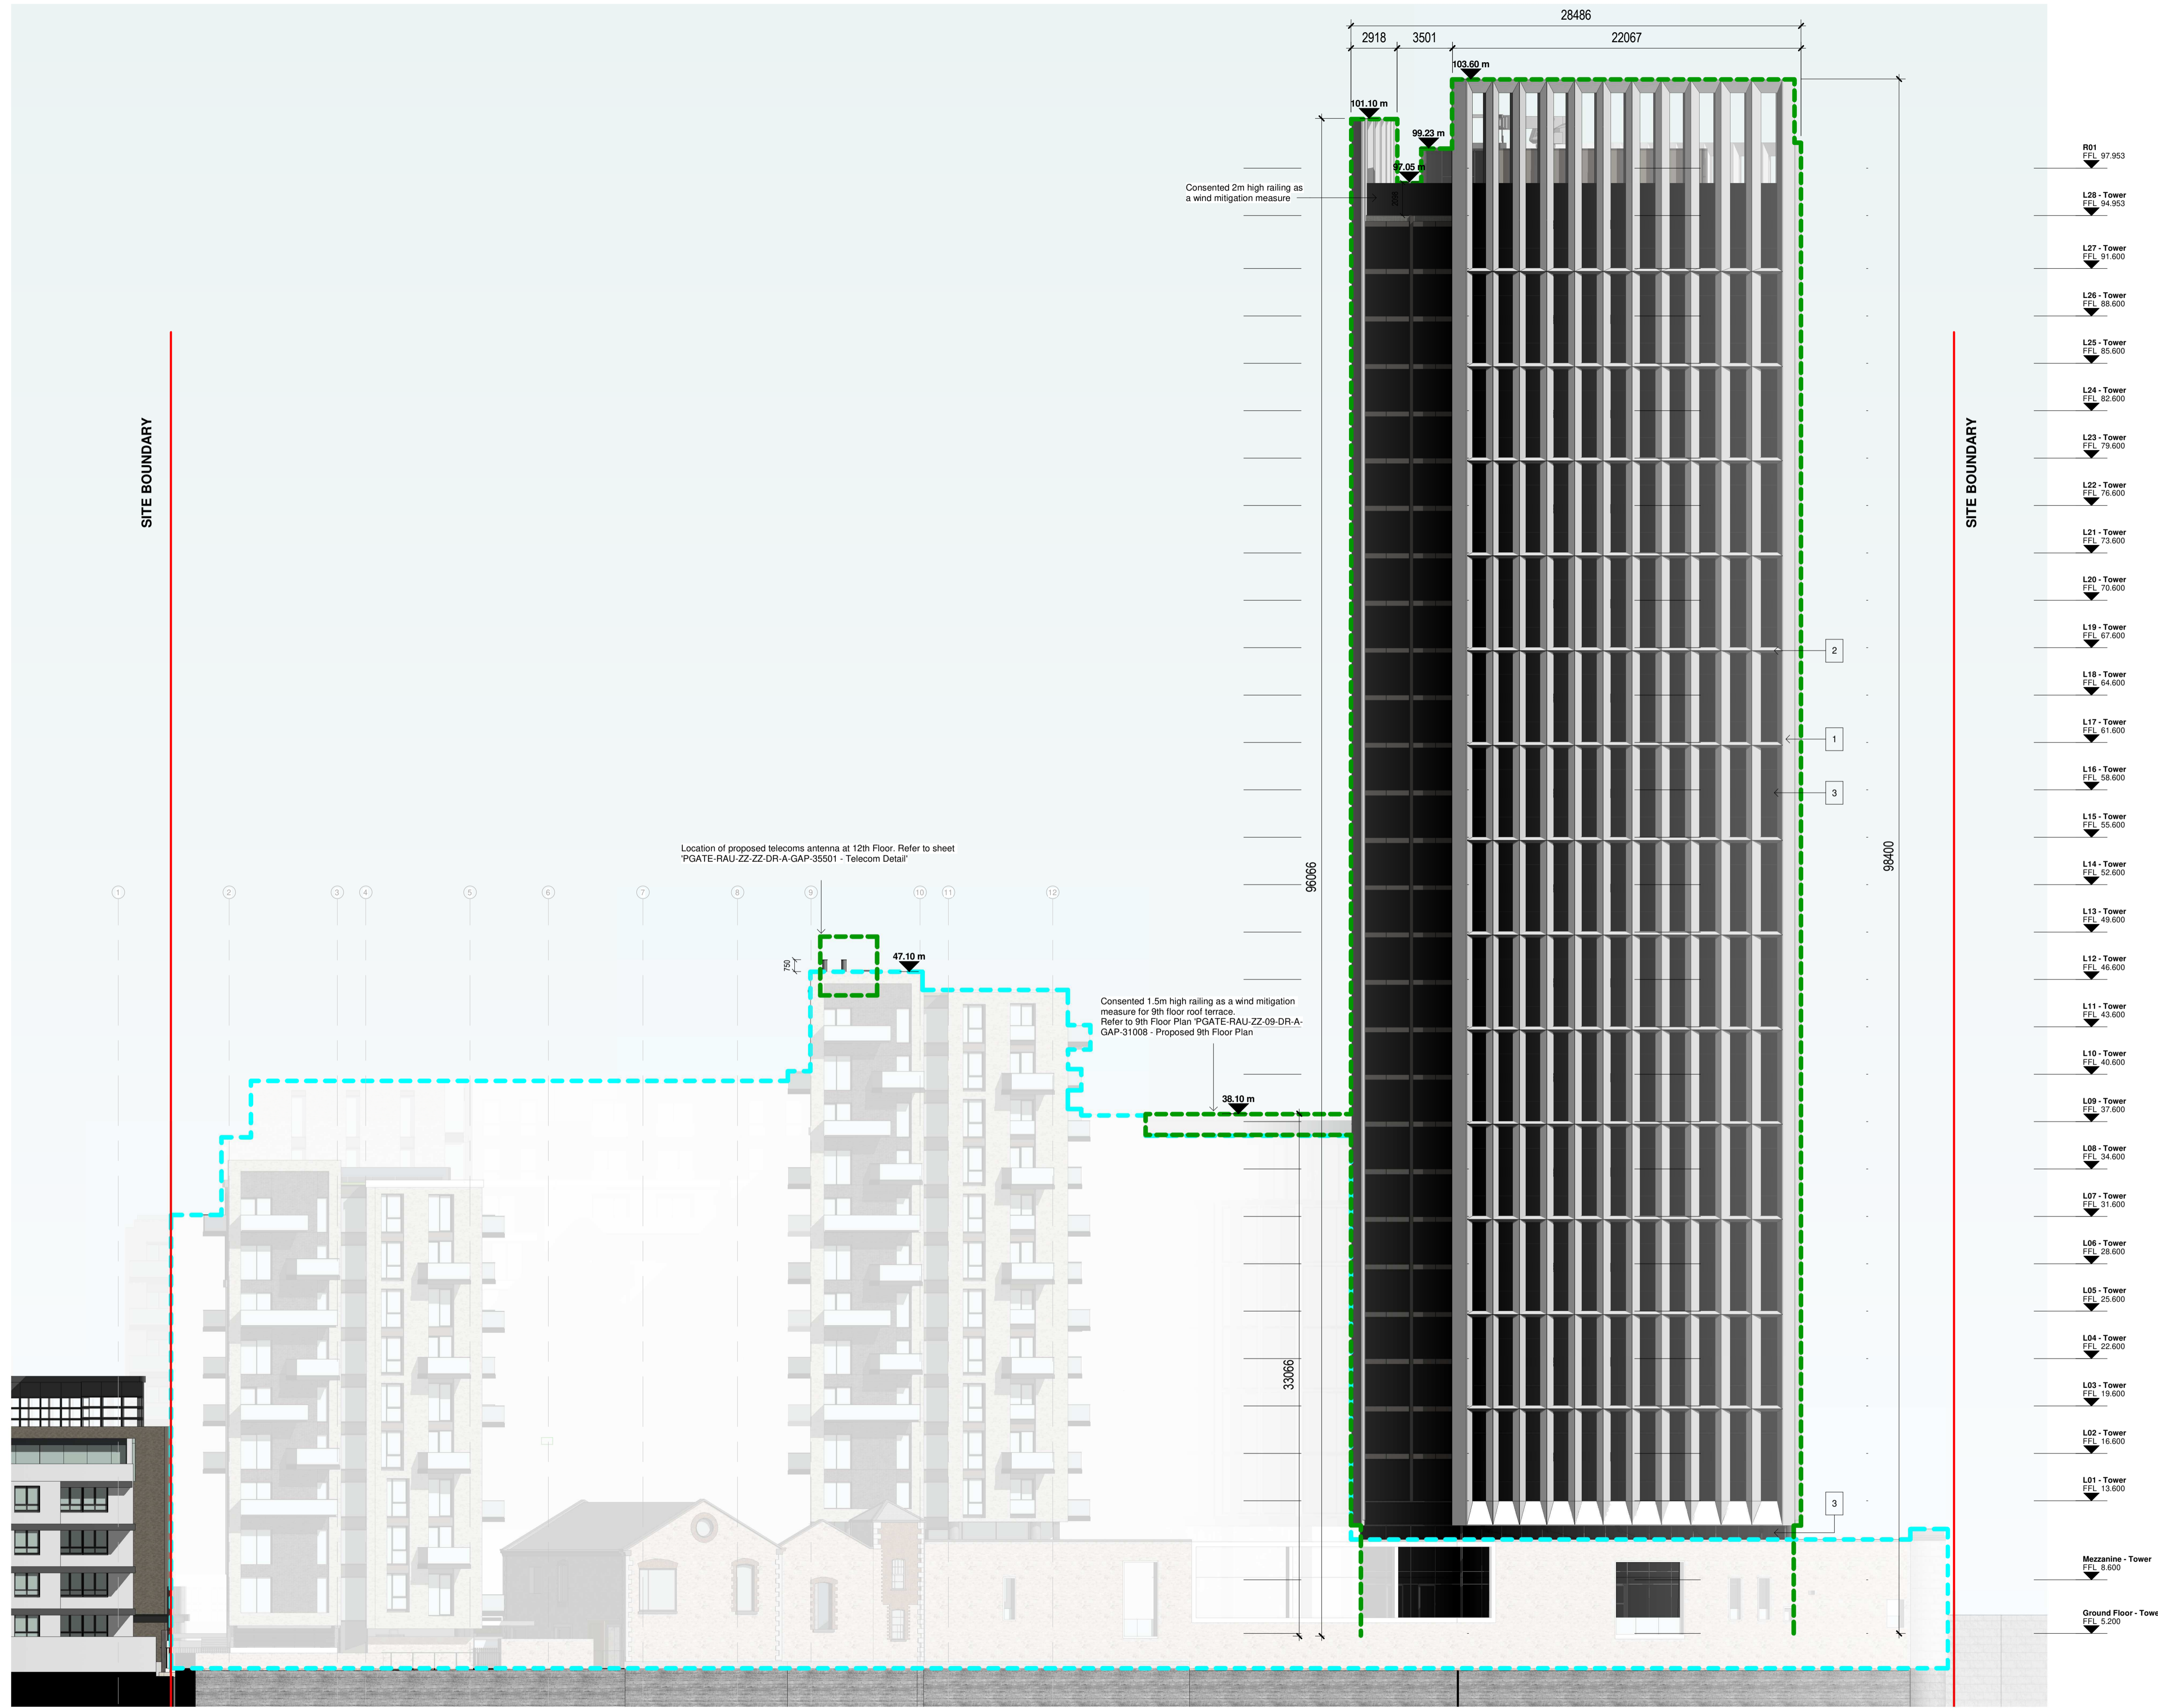 28486
2918
3501
22067
103.60 m
101.10 m
99.23 m
97.05 m
Consented 2m high railing as
a wind mitigation measure
R01
FFL 97.953
L28 - Tower
FFL 94.953
L27 - Tower
FFL 91.600
L26 - Tower
FFL 88.600
L25 - Tower
FFL 85.600
L24 - Tower
FFL 82.600
L23 - Tower
FFL 79.600
L22 - Tower
FFL 76.600
L21 - Tower
FFL 73.600
L20 - Tower
FFL 70.600
L19 - Tower
FFL 67.600
L18 - Tower
FFL 64.600
L17 - Tower
FFL 61.600
L16 - Tower
FFL 58.600
L15 - Tower
FFL 55.600
L14 - Tower
FFL 52.600
L13 - Tower
FFL 49.600
L12 - Tower
FFL 46.600
L11 - Tower
FFL 43.600
L10 - Tower
FFL 40.600
L09 - Tower
FFL 37.600
L08 - Tower
FFL 34.600
L07 - Tower
FFL 31.600
L06 - Tower
FFL 28.600
L05 - Tower
FFL 25.600
L04 - Tower
FFL 22.600
L03 - Tower
FFL 19.600
L02 - Tower
FFL 16.600
L01 - Tower
FFL 13.600
Mezzanine - Tower
FFL 8.600
Ground Floor - Towe
FFL 5.200
SITE BOUNDARY
SITE BOUNDARY
2
1
3
3
96066
98400
33066
Location of proposed telecoms antenna at 12th Floor. Refer to sheet
'PGATE-RAU-ZZ-ZZ-DR-A-GAP-35501 - Telecom Detail'
1
2
3
4
5
6
7
8
9
10
11
12
750
47.10 m
Consented 1.5m high railing as a wind mitigation
measure for 9th floor roof terrace.
Refer to 9th Floor Plan 'PGATE-RAU-ZZ-09-DR-A-
GAP-31008 - Proposed 9th Floor Plan
38.10 m